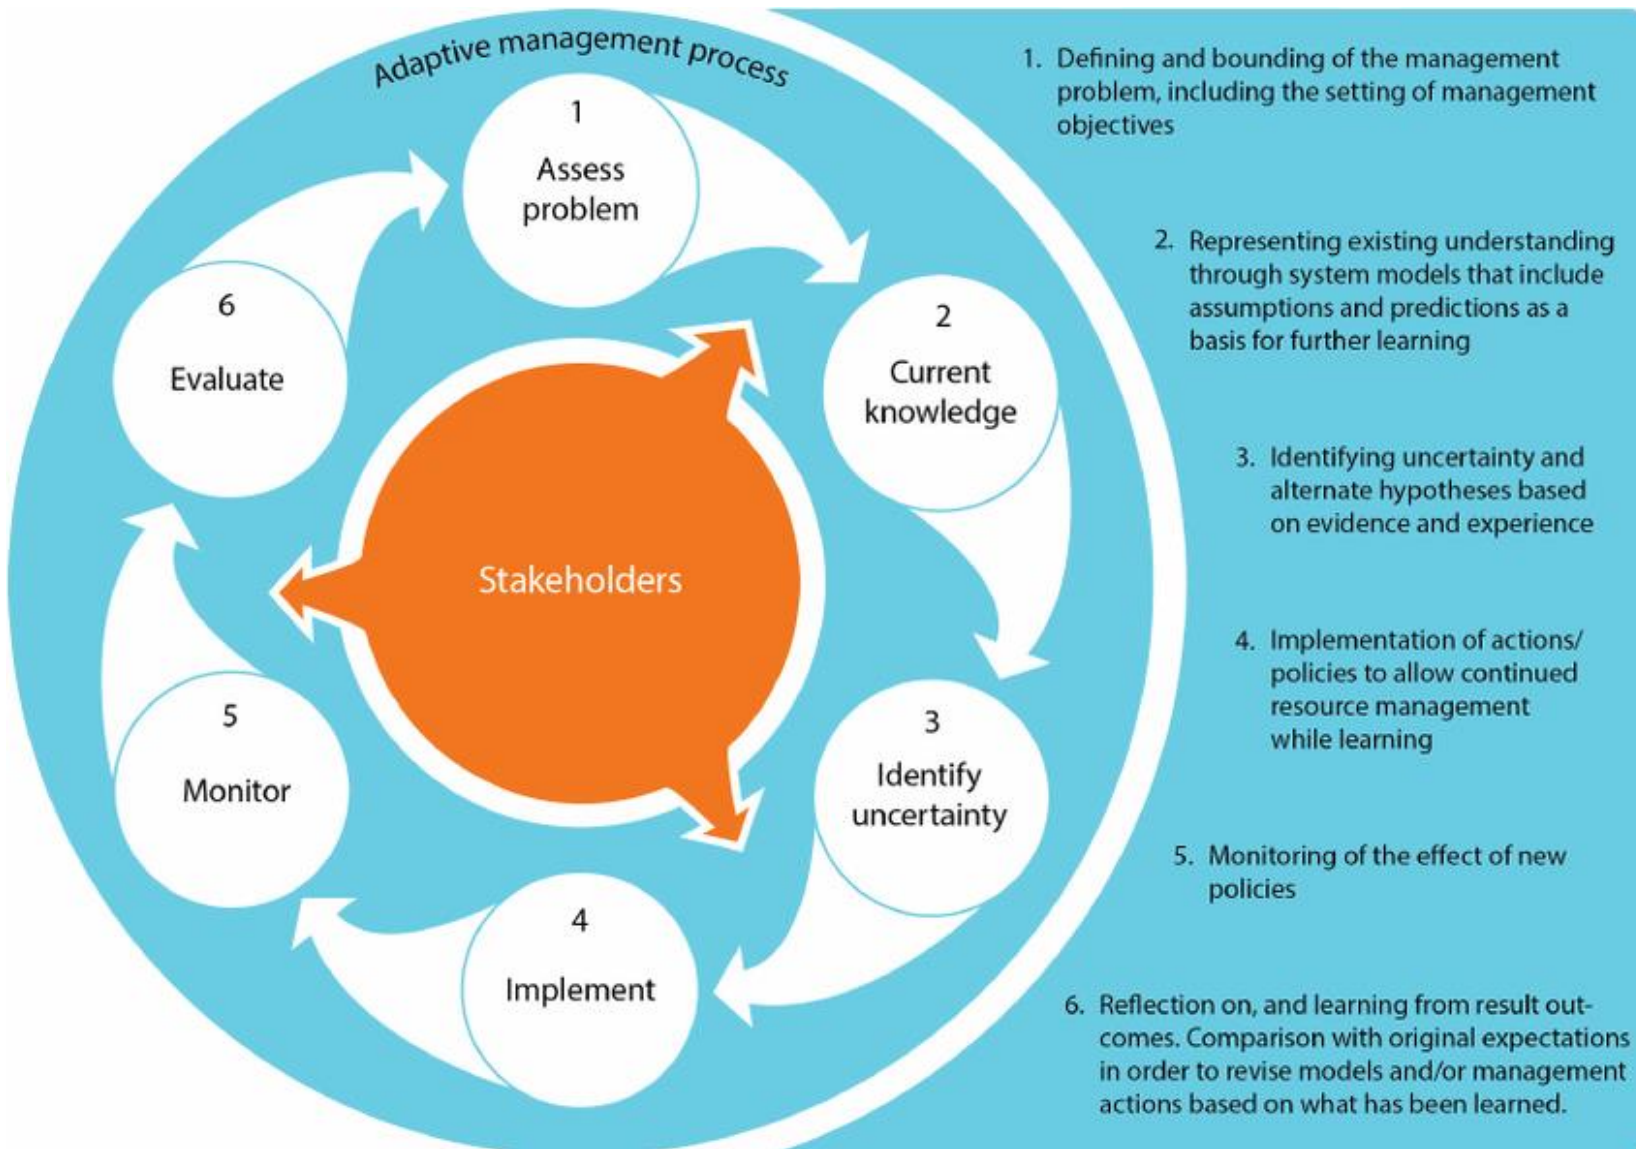 Adaptive management process
1
Assess
problem
2
Current
knowledge
3
Identify
uncertainty
4
Implement
5
Monitor
6
Evaluate
Stakeholders
1. Defining and bounding of the management
problem, including the setting of management
objectives
2. Representing existing understanding
through system models that include
assumptions and predictions as a
basis for further learning
3. Identifying uncertainty and
alternate hypotheses based
on evidence and experience
4. Implementation of actions/
policies to allow continued
resource management
while learning
5. Monitoring of the effect of new
policies
6. Reflection on, and learning from result out-
comes. Comparison with original expectations
in order to revise models and/or management
actions based on what has been learned.